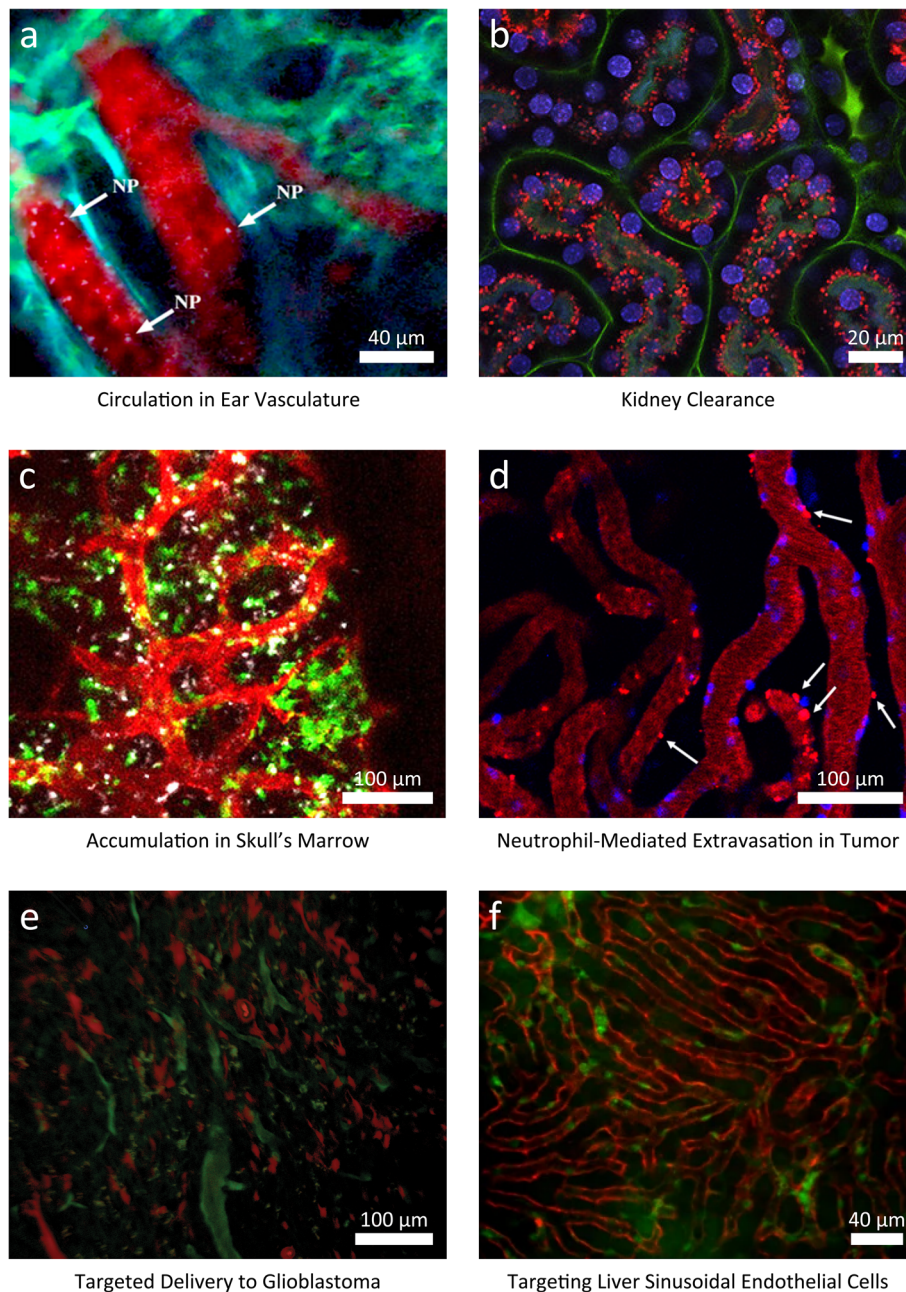 a
NP
NP
NP
40 µm
Circulation in Ear Vasculature
b
20 µm
Kidney Clearance
c
100 µm
Accumulation in Skull's Marrow
d
100 µm
Neutrophil-Mediated Extravasation in Tumor
e
100 µm
Targeted Delivery to Glioblastoma
f
40 µm
Targeting Liver Sinusoidal Endothelial Cells